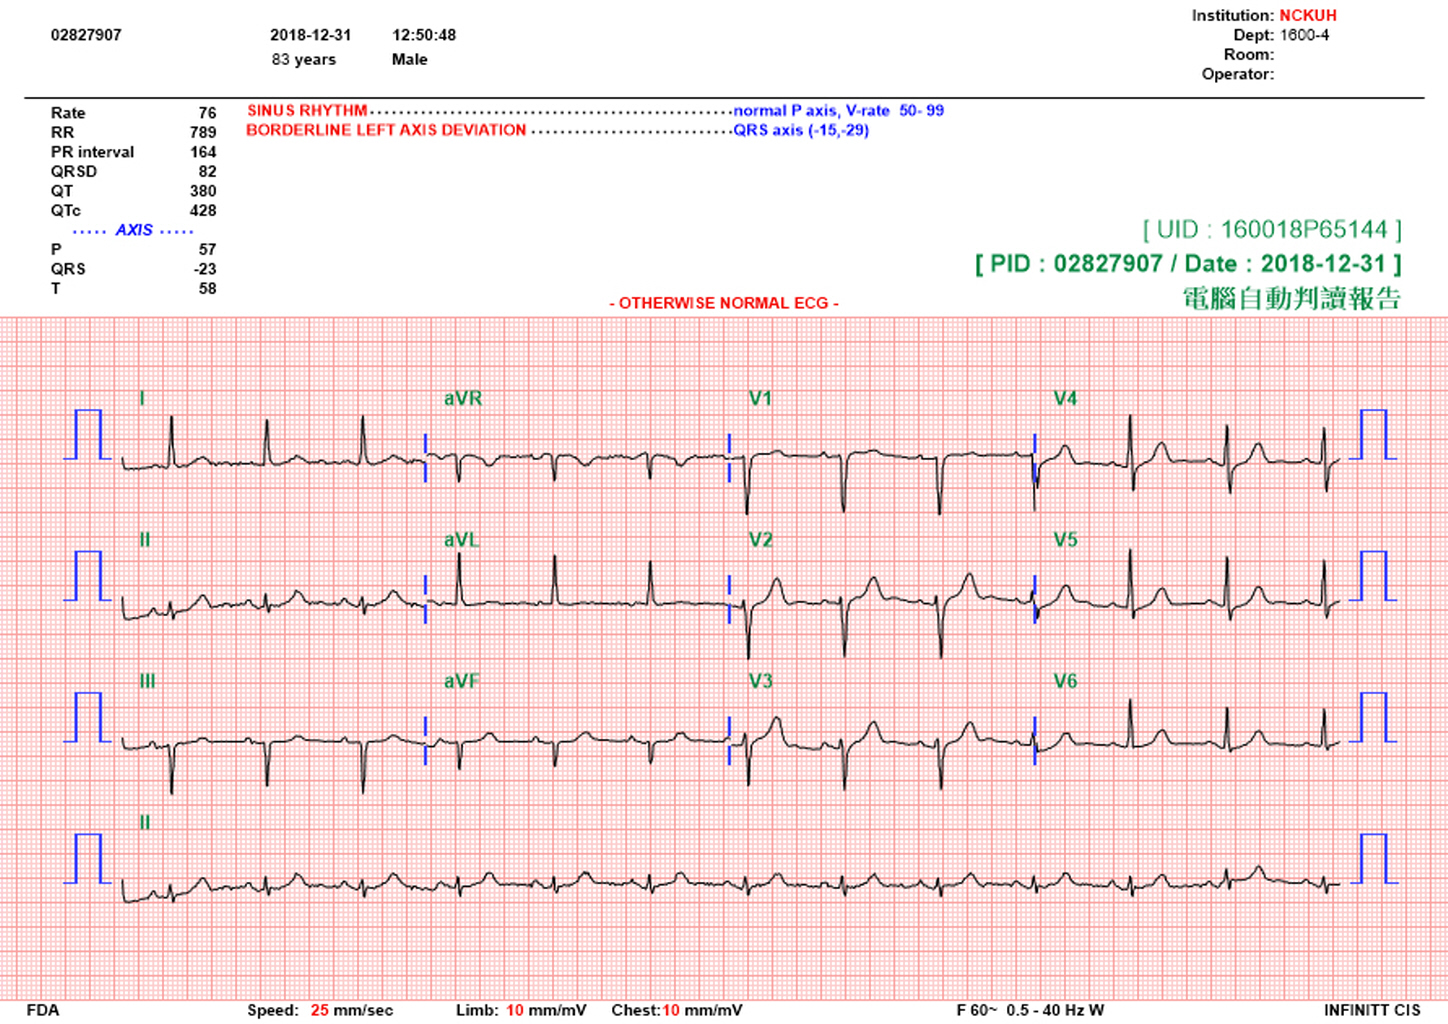 Institution: NCKUH
02827907 2018-12-31 12:50:48 Dept: 1600-4
83 years Male Room:
Operator:
Rate 76 SINUS RHYTHM normal P axis, V-rate 50- 99
RR 789 BORDERLINE LEFT AXIS DEVIATION QRS axis (-15,-29)
PR interval 164
QRSD 82
QT 380
QTc 428
····· AXIS ·····
P 57
QRS -23
T 58
[ UID : 160018P65144 ]
[ PID : 02827907 / Date : 2018-12-31 ]
電腦自動判讀報告
- OTHERWISE NORMAL ECG -
I aVR V1 V4
II aVL V2 V5
III aVF V3 V6
II
FDA Speed: 25 mm/sec Limb: 10 mm/mV Chest:10 mm/mV F 60~ 0.5 - 40 Hz W INFINITT CIS